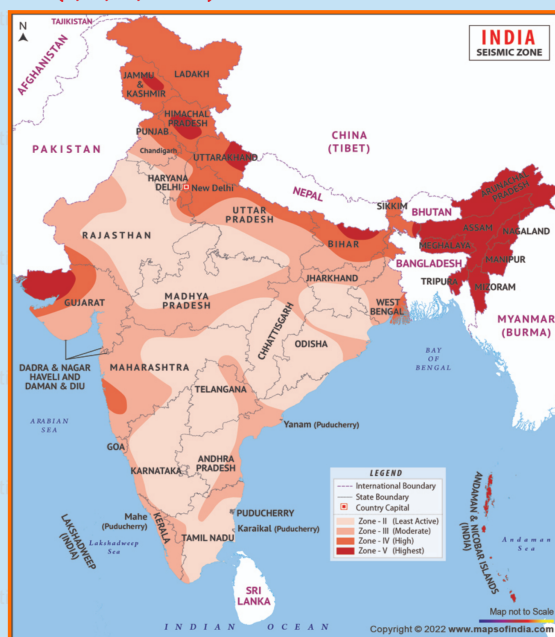 TAJIKISTAN
N
AFGHANISTAN
INDIA
SEISMIC ZONE
LADAKH
JAMMU
&
KASHMIR
HIMACHAL
PRADESH
PUNJAB
Chandigarh
PAKISTAN
UTTARAKHAND
CHINA
(TIBET)
HARYANA
DELHI
New Delhi
NEPAL
ARUNACHAL
PRADESH
SIKKIM
BHUTAN
UTTAR
PRADESH
RAJASTHAN
ASSAM
NAGALAND
BIHAR
MEGHALAYA
MANIPUR
BANGLADESH
JHARKHAND
TRIPURA
MIZORAM
GUJARAT
MADHYA
PRADESH
WEST
BENGAL
CHHATTISGARH
MYANMAR
(BURMA)
ODISHA
DADRA & NAGAR
HAVELI AND
DAMAN & DIU
MAHARASHTRA
BAY
OF
BENGAL
TELANGANA
ARABIAN
SEA
Yanam (Puducherry)
GOA
ANDHRA
PRADESH
KARNATAKA
LEGEND
International Boundary
State Boundary
Country Capital
Zone - II (Least Active)
Zone - III (Moderate)
Zone - IV (High)
Zone - V (Highest)
ANDAMAN & NICOBAR ISLANDS
(INDIA)
Andaman
Sea
Mahe
(Puducherry)
PUDUCHERRY
Karaikal (Puducherry)
LAKSHADWEEP
(INDIA)
Lakshadweep
Sea
KERALA
TAMIL NADU
SRI
LANKA
INDIAN OCEAN
Map not to Scale
Copyright © 2022 www.mapsofindia.com